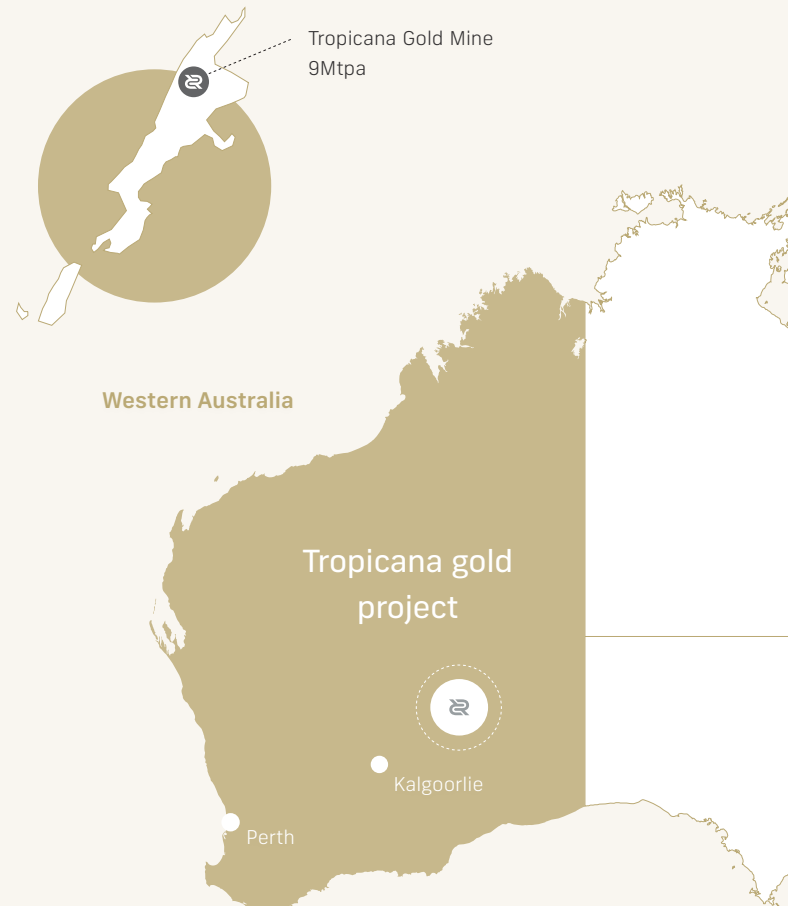 Tropicana Gold Mine
9Mtpa
Western Australia
Tropicana gold
project
Kalgoorlie
Perth